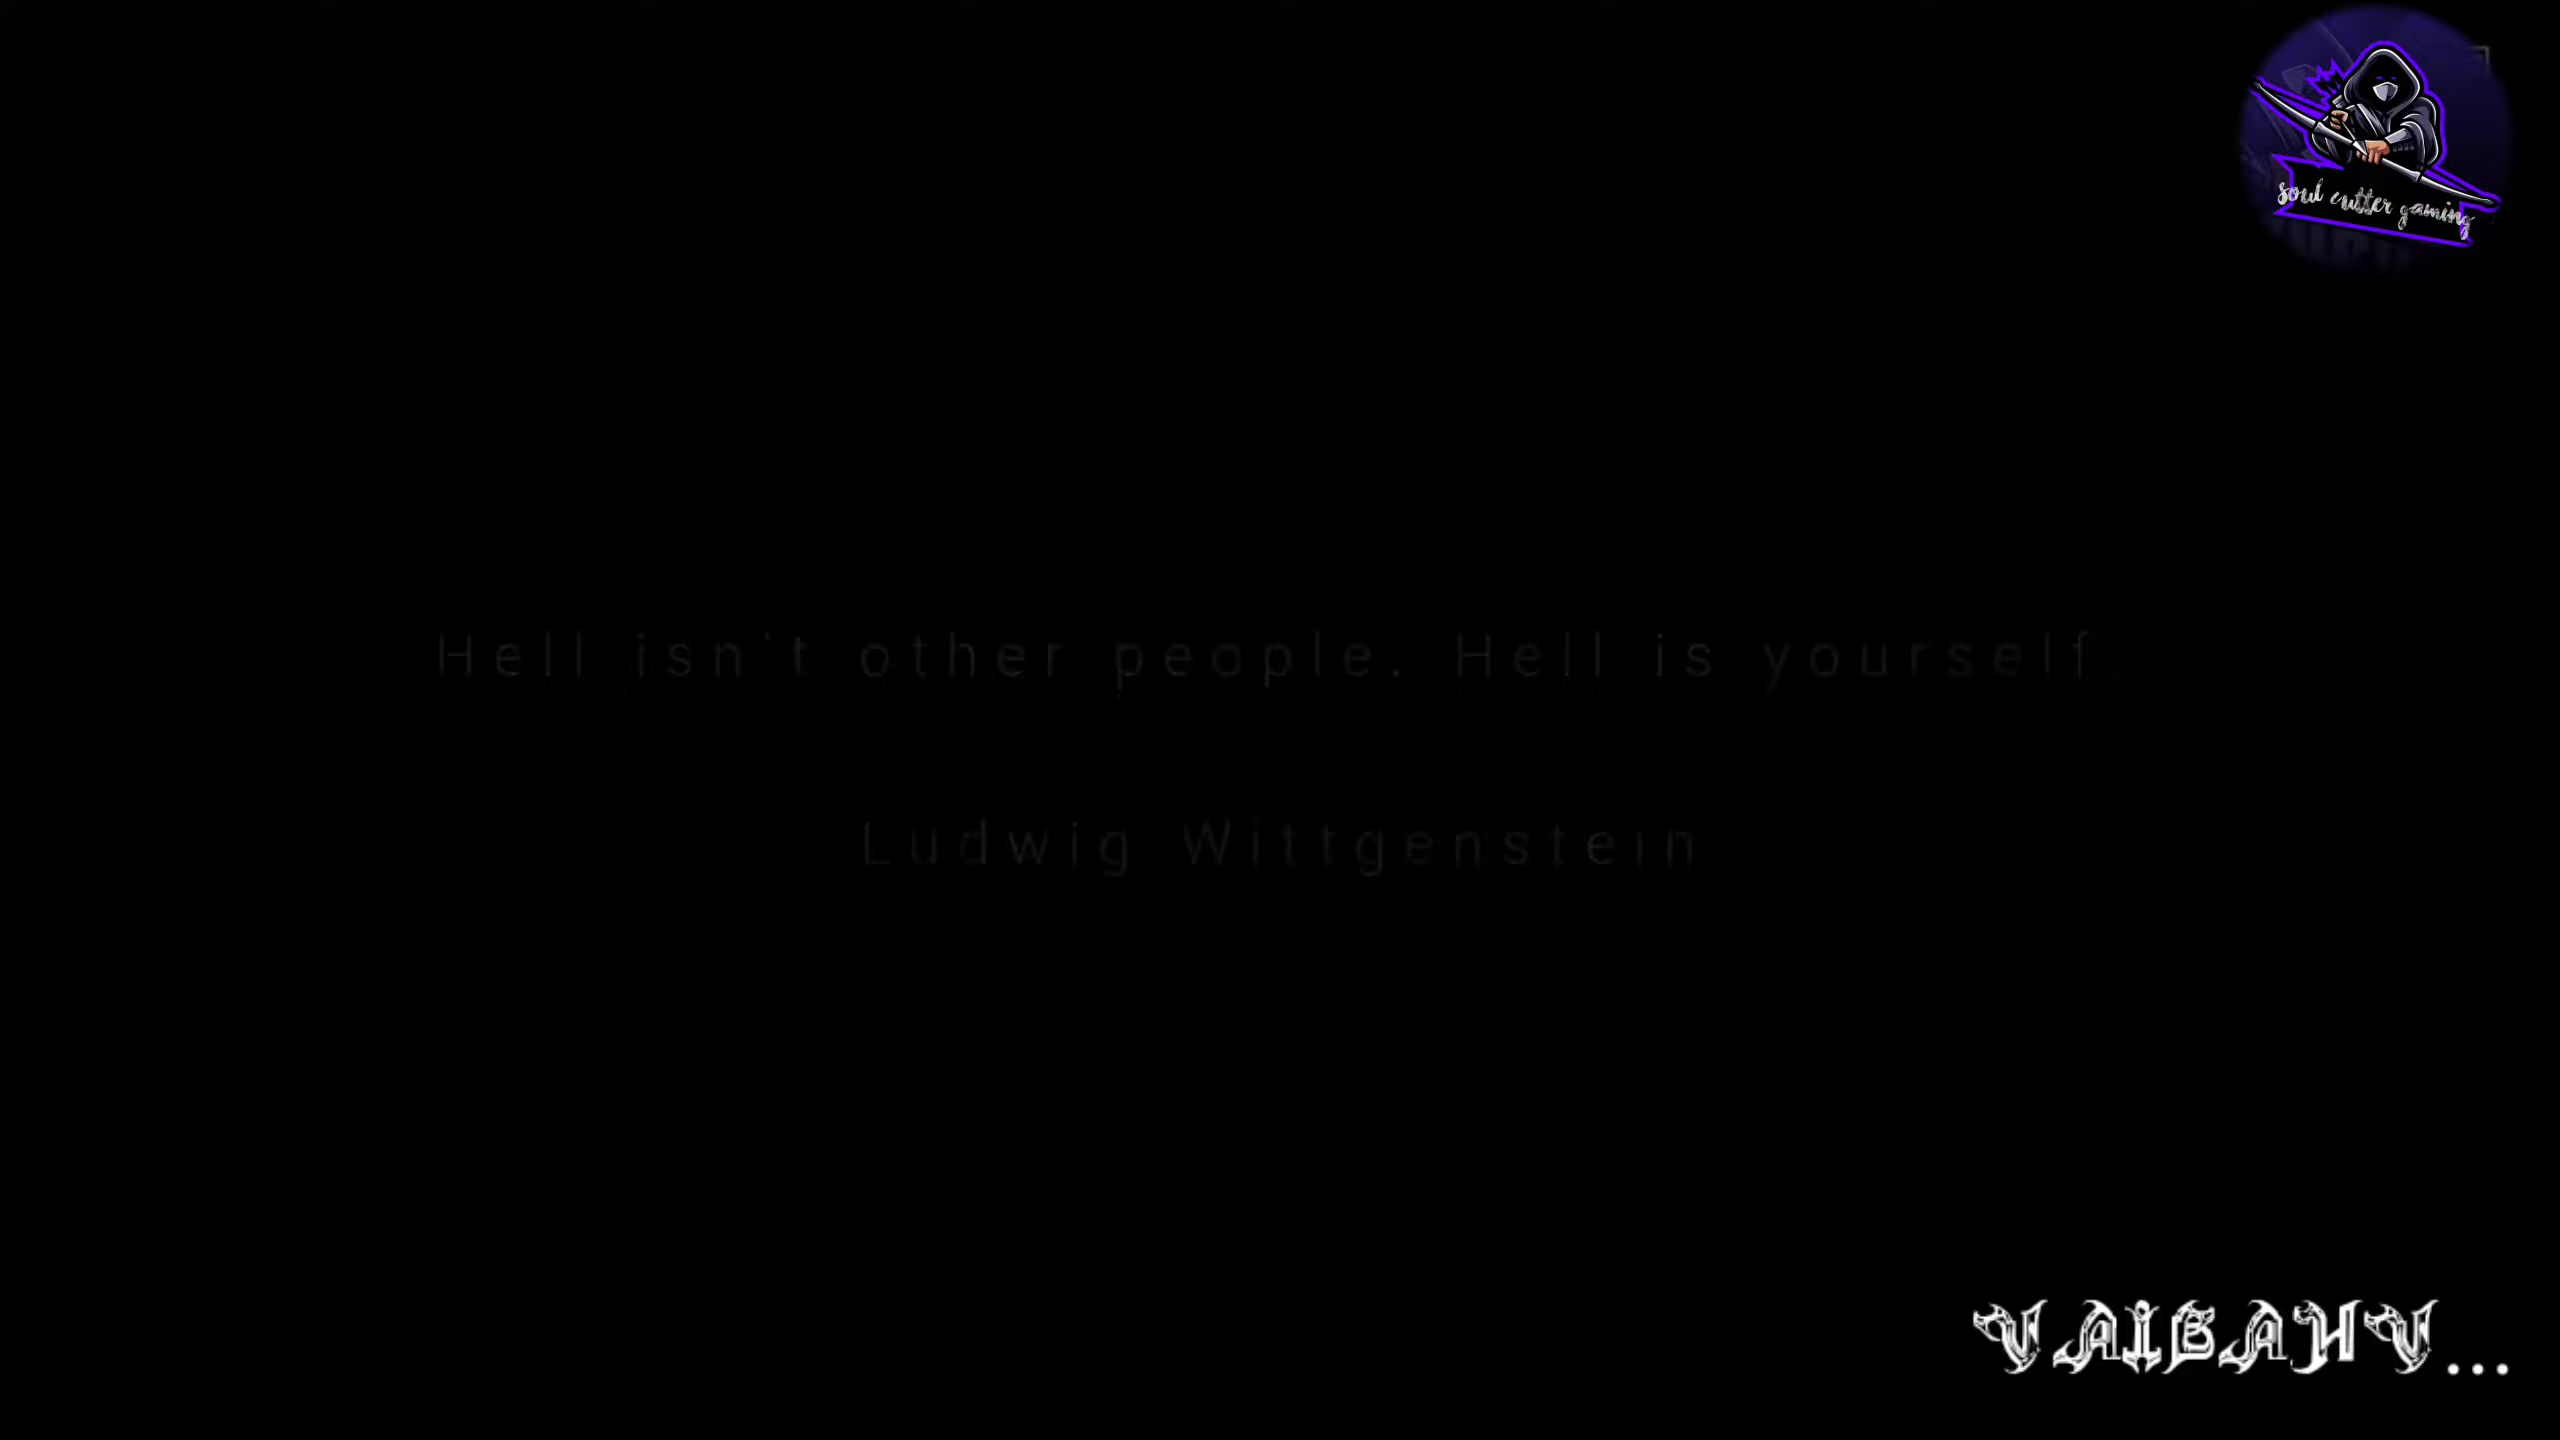 soul cutter gaming
Hell isn't other people. Hell is yourself.
Ludwig Wittgenstein
VAIBAHV...